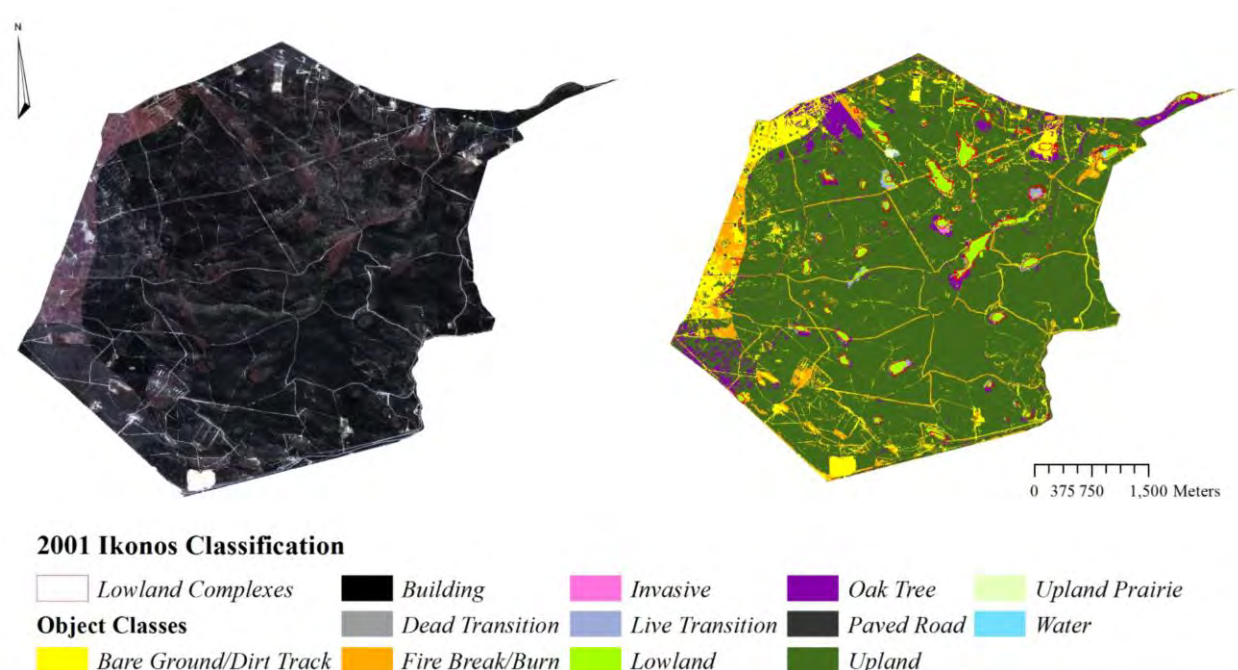 N
0 375 750 1,500 Meters
2001 Ikonos Classification
Lowland Complexes Building Invasive Oak Tree Upland Prairie
Object Classes Dead Transition Live Transition Paved Road Water
Bare Ground/Dirt Track Fire Break/Burn Lowland Upland